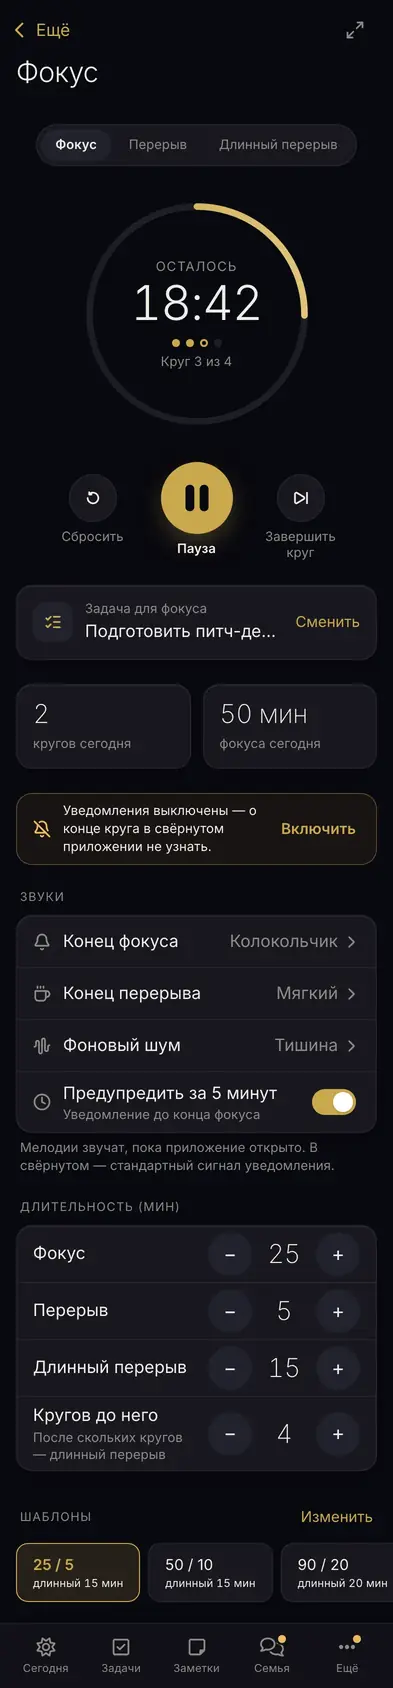 Ещё
Фокус
Фокус
Перерыв
Длинный перерыв
ОСТАЛОСЬ
18:42
Круг 3 из 4
Сбросить
Пауза
Завершить
круг
Задача для фокуса
Подготовить питч-де...
Сменить
2
кругов сегодня
50 мин
фокуса сегодня
Уведомления выключены — о
конце круга в свёрнутом
приложении не узнать.
Включить
ЗВУКИ
Конец фокуса
Колокольчик
Конец перерыва
Мягкий
Фоновый шум
Тишина
Предупредить за 5 минут
Уведомление до конца фокуса
Мелодии звучат, пока приложение открыто. В
свёрнутом — стандартный сигнал уведомления.
ДЛИТЕЛЬНОСТЬ (МИН)
Фокус
− 25 +
Перерыв
− 5 +
Длинный перерыв
− 15 +
Кругов до него
После скольких кругов
— длинный перерыв
− 4 +
ШАБЛОНЫ
Изменить
25 / 5
длинный 15 мин
50 / 10
длинный 15 мин
90 / 20
длинный 20 мин
Сегодня
Задачи
Заметки
Семья
Ещё